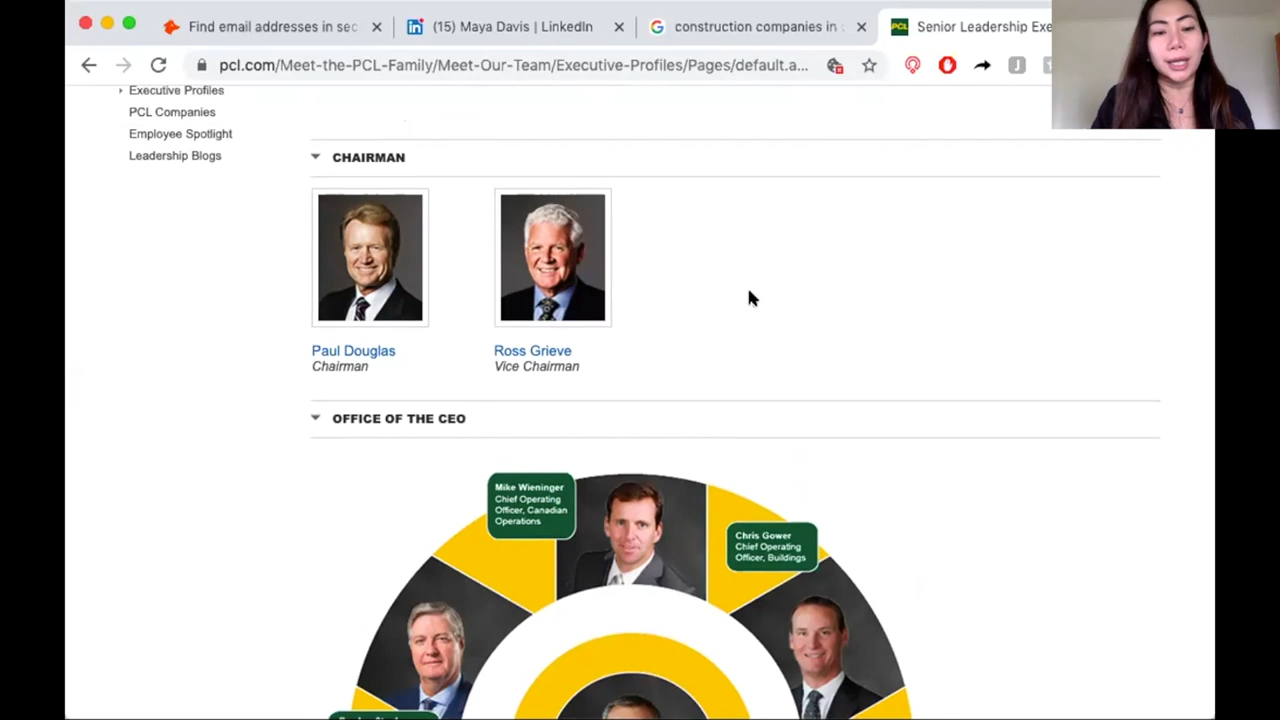 Find email addresses in sec
(15) Maya Davis | LinkedIn
construction companies in
PCL
Senior Leadership Exe
pcl.com/Meet-the-PCL-Family/Meet-Our-Team/Executive-Profiles/Pages/default.a...
Executive Profiles
PCL Companies
Employee Spotlight
Leadership Blogs
CHAIRMAN
Paul Douglas
Chairman
Ross Grieve
Vice Chairman
OFFICE OF THE CEO
Mike Wieninger
Chief Operating
Officer, Canadian
Operations
Chris Gower
Chief Operating
Officer, Buildings